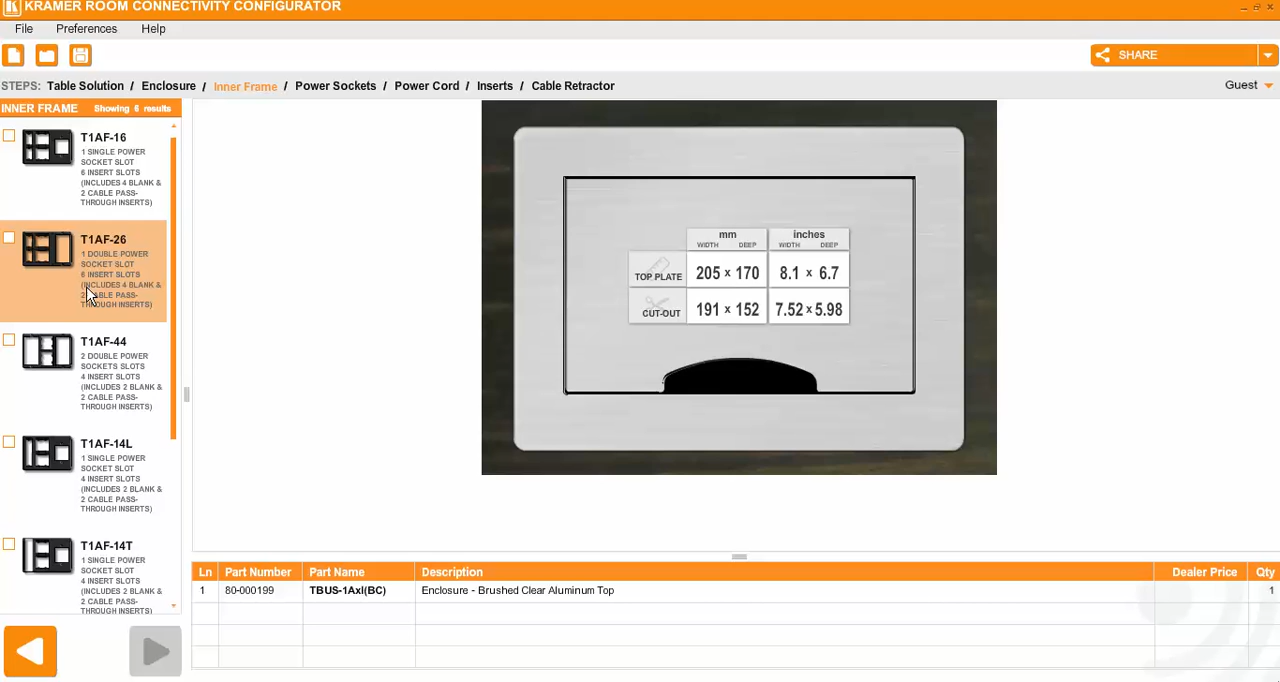 KRAMER ROOM CONNECTIVITY CONFIGURATOR
File Preferences Help
SHARE
STEPS: Table Solution / Enclosure / Inner Frame / Power Sockets / Power Cord / Inserts / Cable Retractor
Guest
INNER FRAME Showing 6 results
T1AF-16
1 SINGLE POWER
SOCKET SLOT
6 INSERT SLOTS
(INCLUDES 4 BLANK &
2 CABLE PASS-
THROUGH INSERTS)
T1AF-26
1 DOUBLE POWER
SOCKET SLOT
6 INSERT SLOTS
(INCLUDES 4 BLANK &
2 CABLE PASS-
THROUGH INSERTS)
T1AF-44
2 DOUBLE POWER
SOCKETS SLOTS
4 INSERT SLOTS
(INCLUDES 2 BLANK &
2 CABLE PASS-
THROUGH INSERTS)
T1AF-14L
1 SINGLE POWER
SOCKET SLOT
4 INSERT SLOTS
(INCLUDES 2 BLANK &
2 CABLE PASS-
THROUGH INSERTS)
T1AF-14T
1 SINGLE POWER
SOCKET SLOT
4 INSERT SLOTS
(INCLUDES 2 BLANK &
2 CABLE PASS-
THROUGH INSERTS)
mm inches
WIDTH DEEP WIDTH DEEP
TOP PLATE 205 x 170 8.1 x 6.7
CUT-OUT 191 x 152 7.52 x 5.98
Ln Part Number Part Name Description Dealer Price Qty
1 80-000199 TBUS-1Axl(BC) Enclosure - Brushed Clear Aluminum Top 1